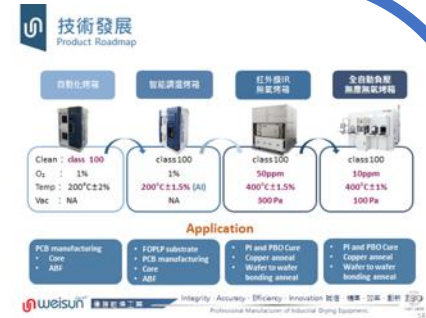 技術發展
Product Roadmap
自動化烤箱
智能調溫烤箱
紅外線IR
無氧烤箱
全自動負壓
無塵無氧烤箱
Clean : class 100
class100
class100
class100
O₂ : 1%
1%
50ppm
10ppm
Temp : 200°C±2%
200°C±1.5% (AI)
400°C±1.5%
400°C±1%
Vac : NA
NA
300 Pa
100 Pa
Application
PCB manufacturing
• Core
• ABF
• FOPLP substrate
• PCB manufacturing
• Core
• ABF
• PI and PBO Cure
• Copper anneal
• Wafer to wafer
bonding anneal
• PI and PBO Cure
• Copper anneal
• Wafer to wafer
bonding anneal
weisun
Integrity · Accuracy · Efficiency · Innovation
Professional Manufacturer of Industrial Drying Equipment